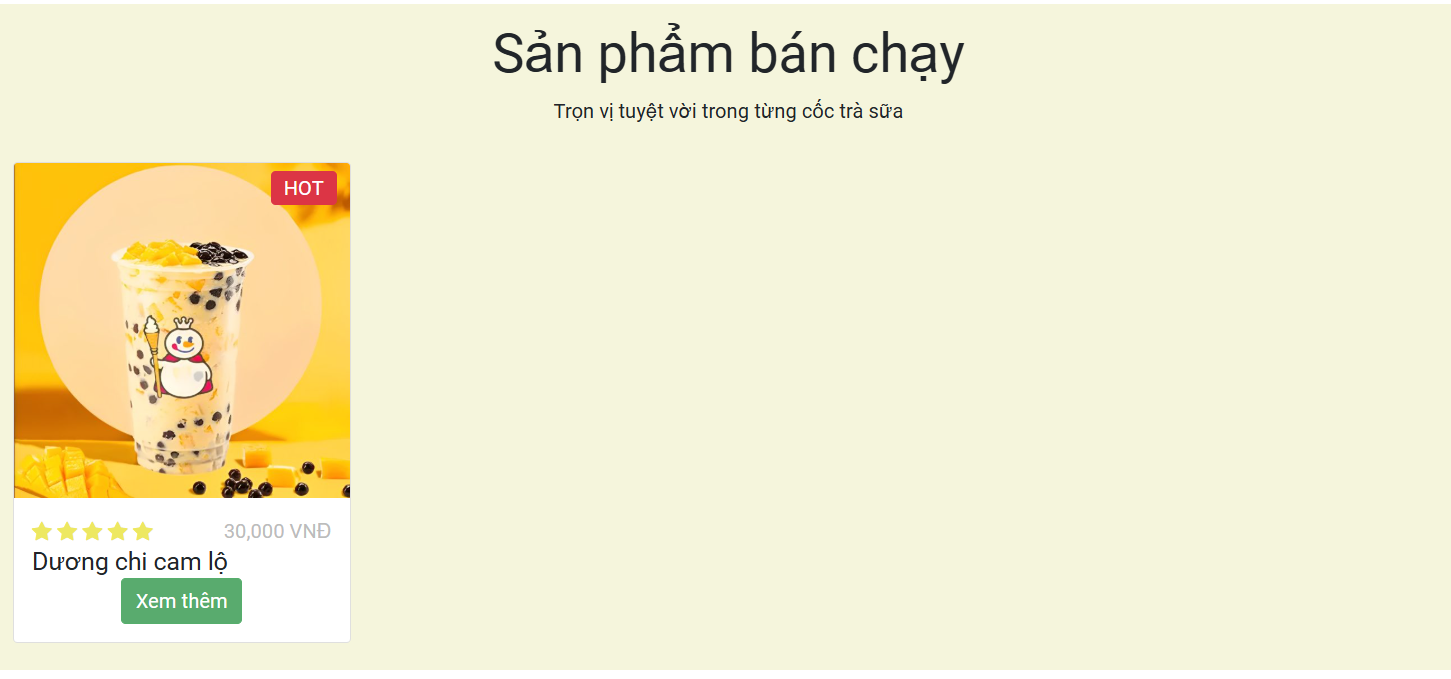 Sản phẩm bán chạy
Trọn vị tuyệt vời trong từng cốc trà sữa
HOT
30,000 VNĐ
Dương chi cam lộ
Xem thêm